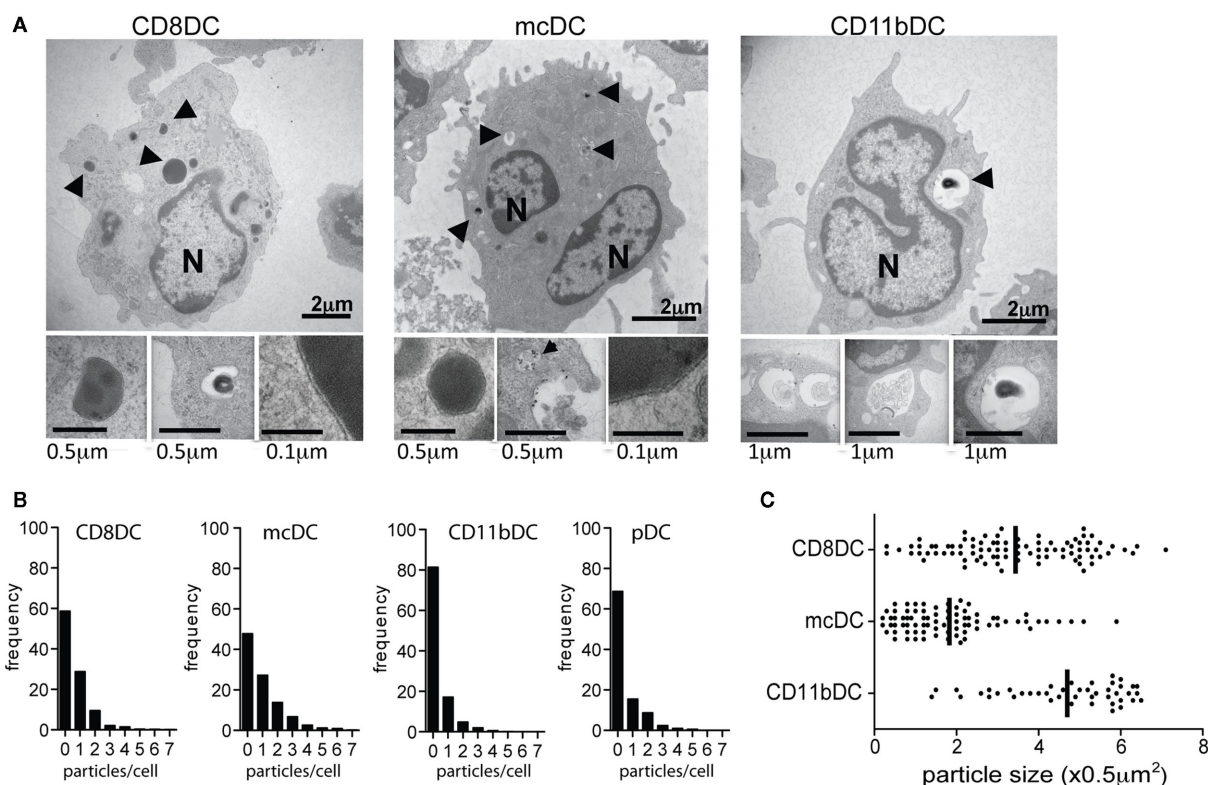 A
CD8DC
mcDC
CD11bDC
N
2μm
N
N
2μm
N
2μm
0.5μm
0.5μm
0.1μm
0.5μm
0.5μm
0.1μm
1μm
1μm
1μm
B
CD8DC
frequency
100
80
60
40
20
0
0 1 2 3 4 5 6 7
particles/cell
mcDC
frequency
100
80
60
40
20
0
0 1 2 3 4 5 6 7
particles/cell
CD11bDC
frequency
100
80
60
40
20
0
0 1 2 3 4 5 6 7
particles/cell
pDC
frequency
100
80
60
40
20
0
0 1 2 3 4 5 6 7
particles/cell
C
CD8DC
mcDC
CD11bDC
0 2 4 6 8
particle size (x0.5μm²)